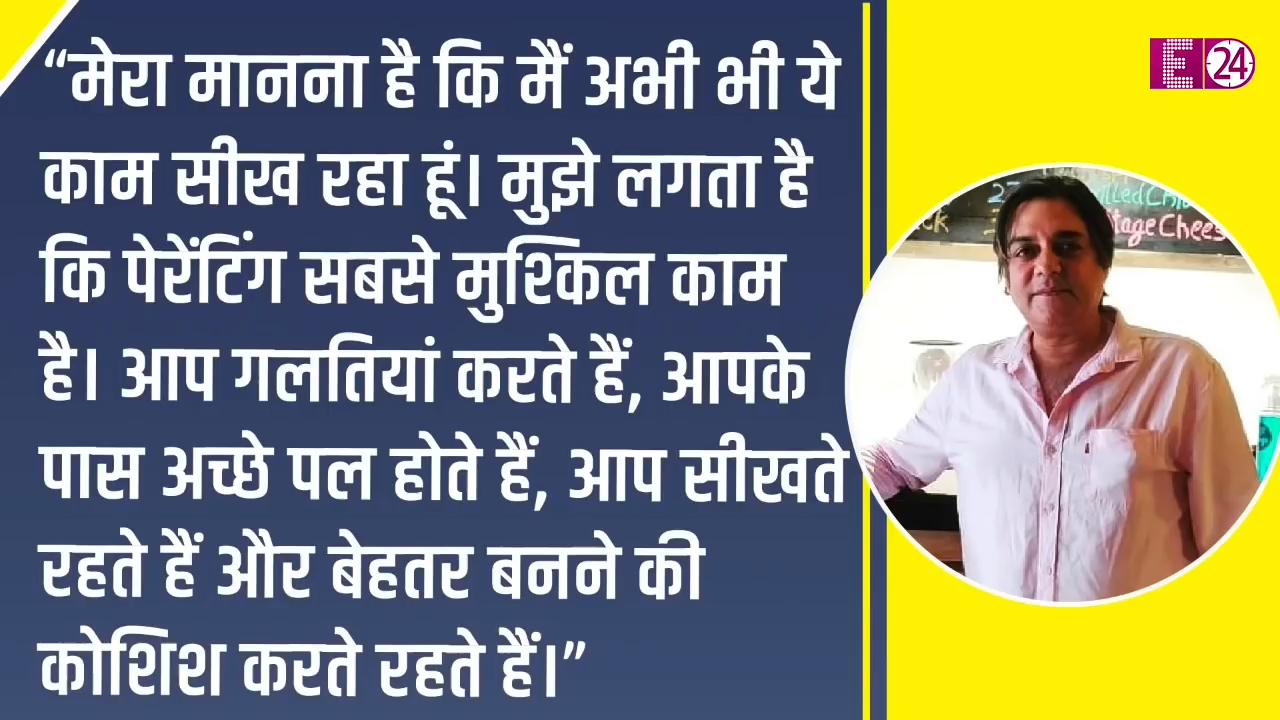 “मेरा मानना है कि मैं अभी भी ये
काम सीख रहा हूं। मुझे लगता है
कि पेरेंटिंग सबसे मुश्किल काम
है। आप गलतियां करते हैं, आपके
पास अच्छे पल होते हैं, आप सीखते
रहते हैं और बेहतर बनने की
कोशिश करते रहते हैं।”
E24